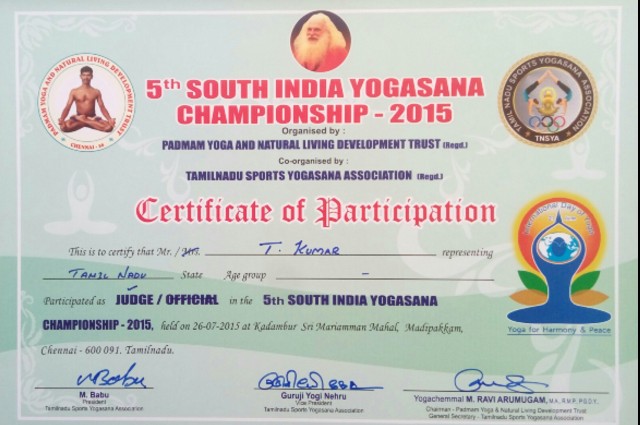 5th SOUTH INDIA YOGASANA
CHAMPIONSHIP - 2015
Organised by :
PADMAM YOGA AND NATURAL LIVING DEVELOPMENT TRUST (Regd.)
Co-organised by :
TAMILNADU SPORTS YOGASANA ASSOCIATION (Regd.)
PADMAM YOGA AND NATURAL LIVING DEVELOPMENT TRUST
CHENNAI - 
TAMIL NADU SPORTS YOGASANA ASSOCIATION
TNSYA
Certificate of Participation
International Day of Yoga
This is to certify that Mr. / T. KUMAR representing
TAMIL NADU State Age group -
Participated as JUDGE / OFFICIAL in the 5th SOUTH INDIA YOGASANA
CHAMPIONSHIP - 2015, held on 26-07-2015 at Kadambur Sri Mariamman Mahal, Madipakkam,
Chennai - 600 091. Tamilnadu.
Yoga for Harmony & Peace
M Babu
M. Babu
President
Tamilnadu Sports Yogasana Association
Guruji Yogi Nehru
Vice President
Tamilnadu Sports Yogasana Association
Yogachemmal M. RAVI ARUMUGAM,
Chairman - Padmam Yoga & Natural Living Development Trust
General Secretary - Tamilnadu Sports Yogasana Association